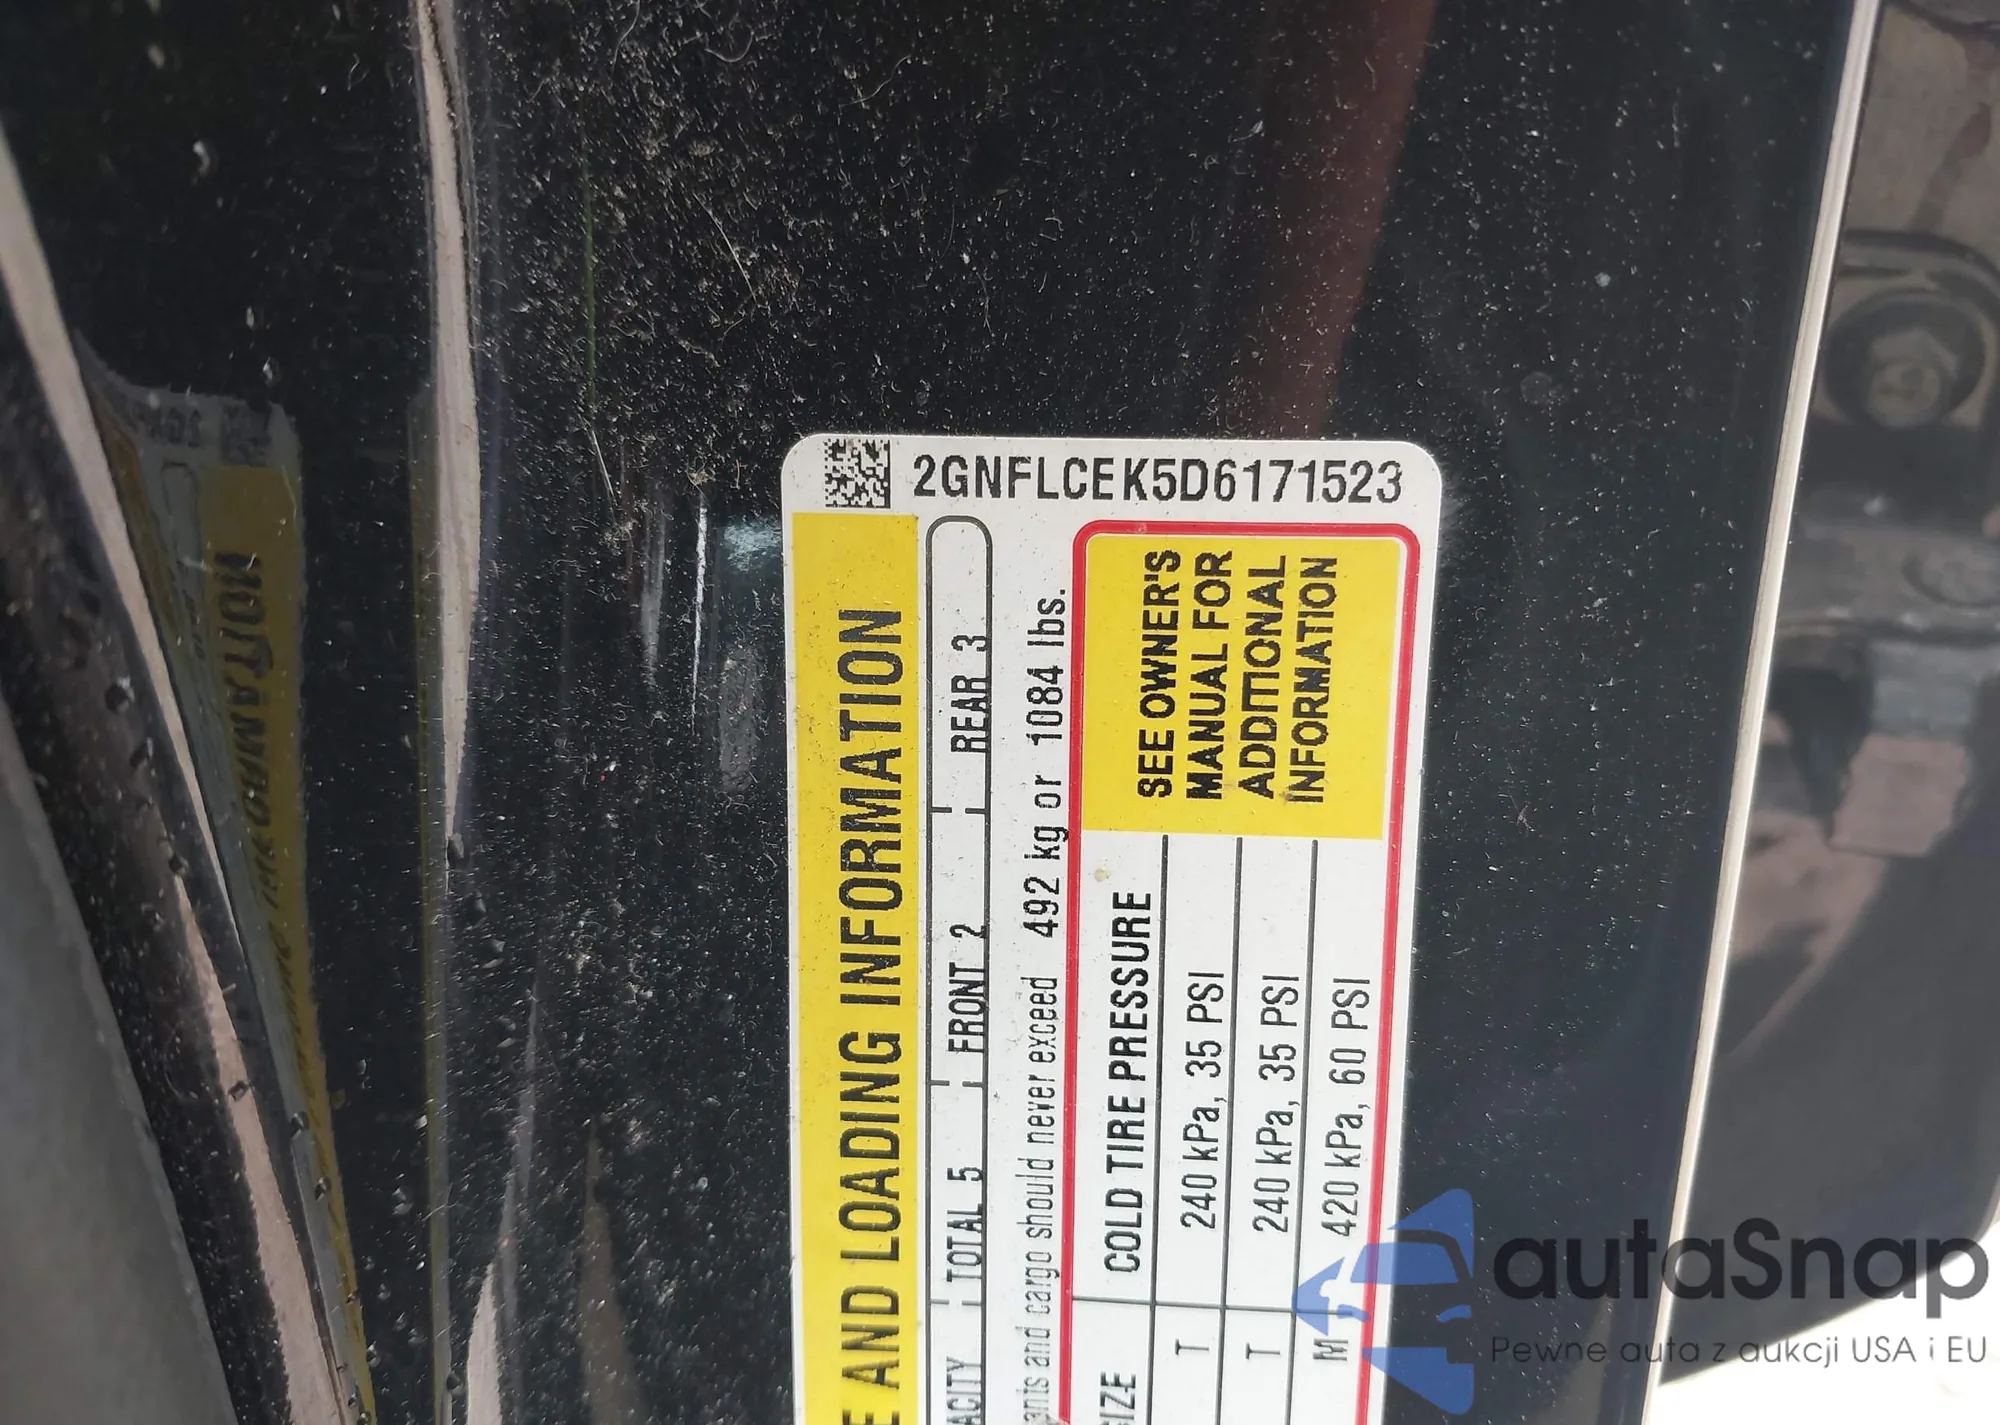 2GNFLCEK5D6171523
E AND LOADING INFORMATION
ACITY TOTAL 5 FRONT 2 REAR 3
and cargo should never exceed 492 kg or 1084 lbs.
IZE COLD TIRE PRESSURE
T 240 kPa, 35 PSI
T 240 kPa, 35 PSI
M 420 kPa, 60 PSI
SEE OWNER'S
MANUAL FOR
ADDITIONAL
INFORMATION
autaSnap
Pewne auta z aukcji USA i EU